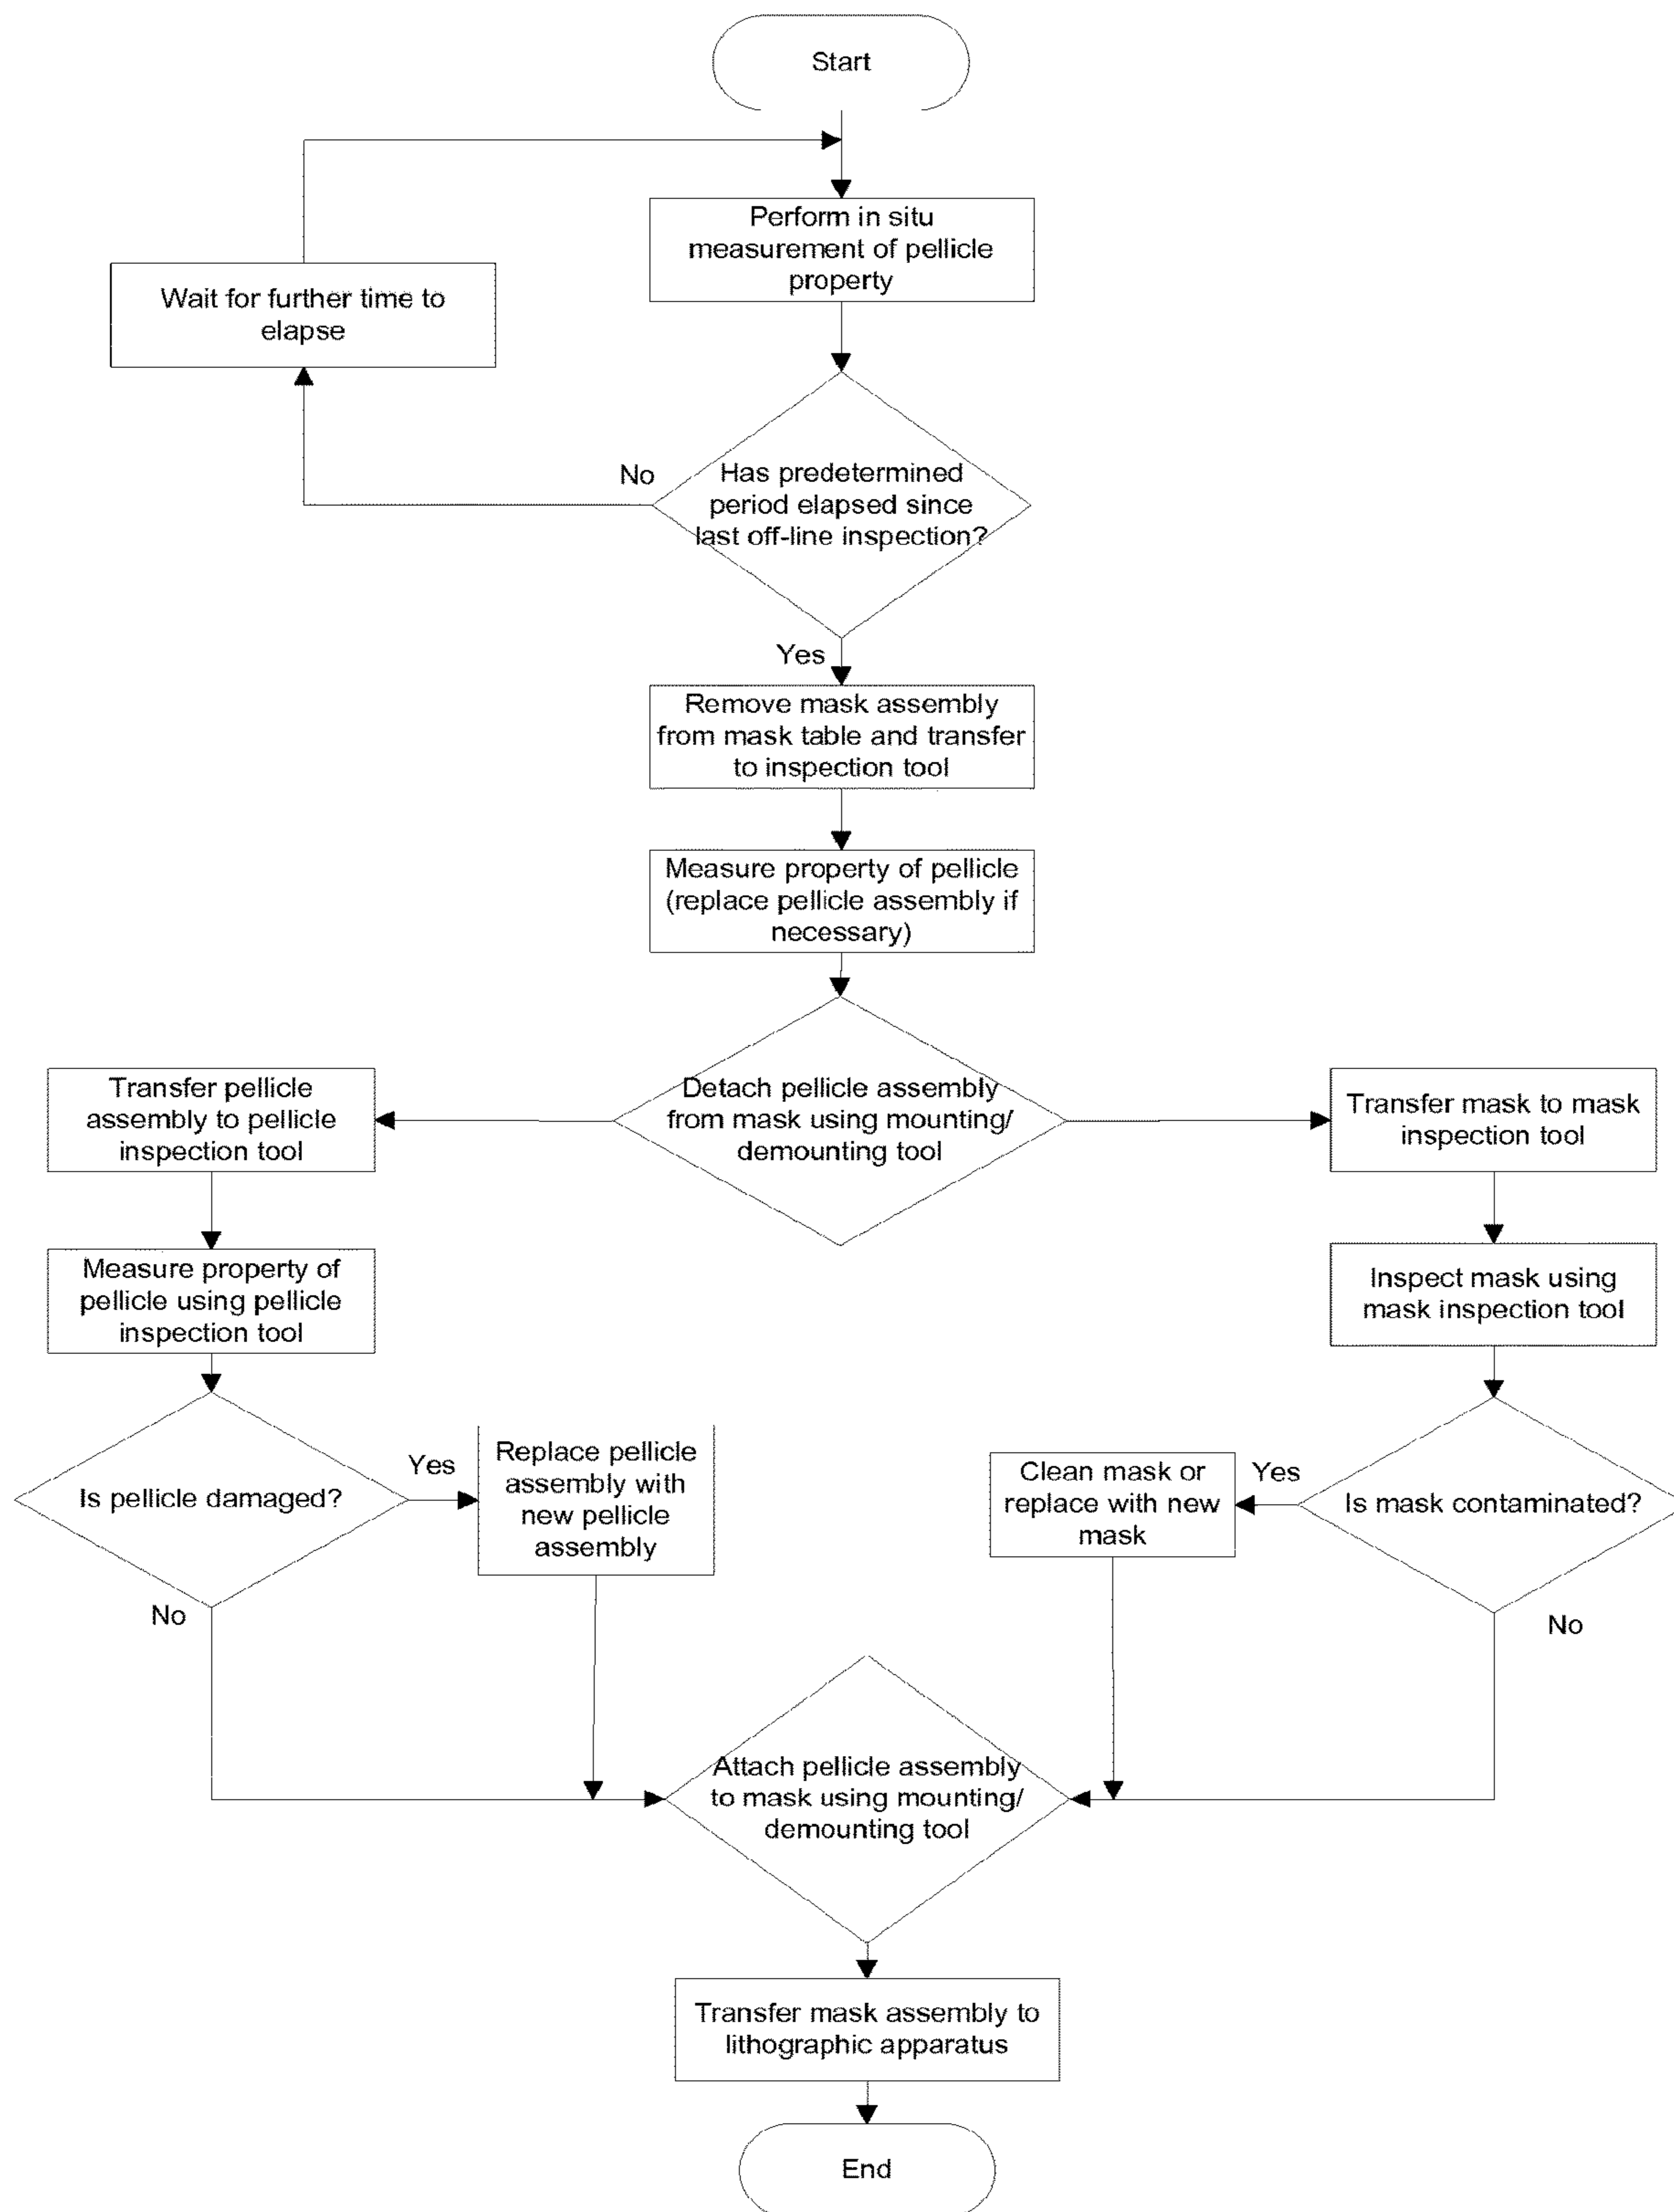 Start
Perform in situ
measurement of pellicle
property
Wait for further time to
elapse
No
Has predetermined
period elapsed since
last off-line inspection?
Yes
Remove mask assembly
from mask table and transfer
to inspection tool
Measure property of pellicle
(replace pellicle assembly if
necessary)
Detach pellicle assembly
from mask using mounting/
demounting tool
Transfer pellicle
assembly to pellicle
inspection tool
Transfer mask to mask
inspection tool
Measure property of
pellicle using pellicle
inspection tool
Inspect mask using
mask inspection tool
Is pellicle damaged?
Yes
Replace pellicle
assembly with
new pellicle
assembly
No
Clean mask or
replace with new
mask
Yes
Is mask contaminated?
No
Attach pellicle assembly
to mask using mounting/
demounting tool
Transfer mask assembly to
lithographic apparatus
End